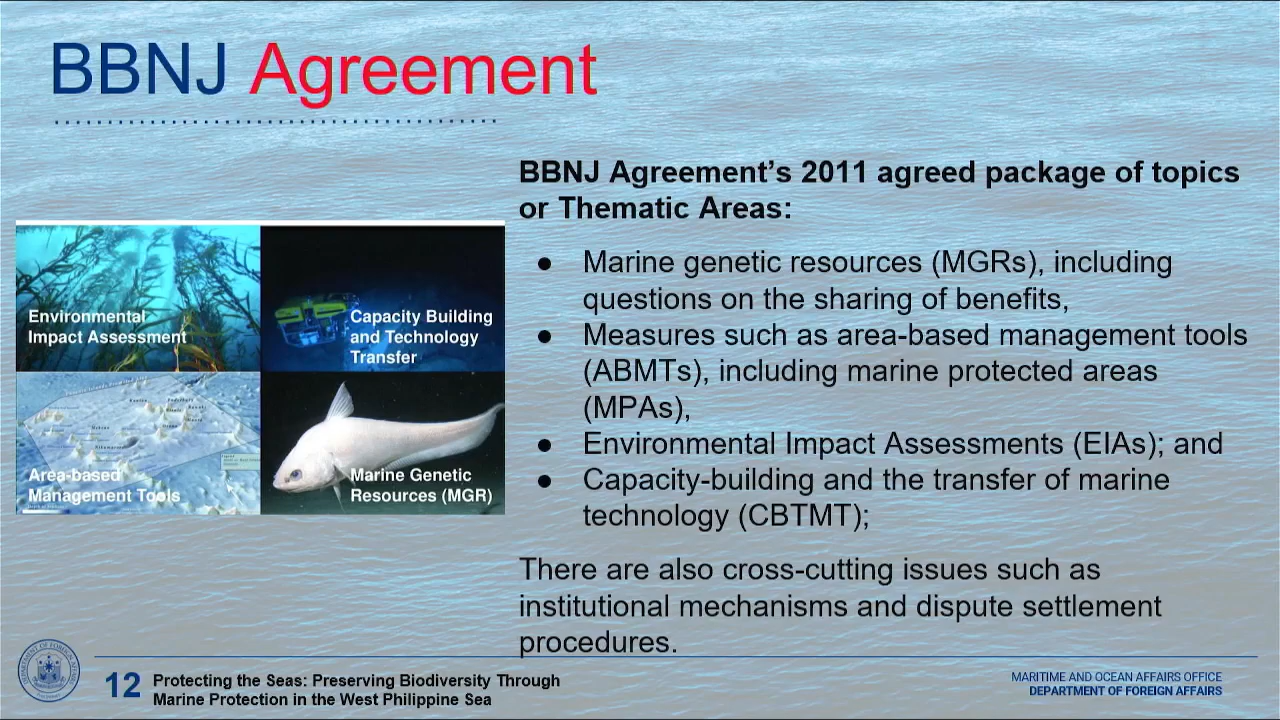 BBNJ Agreement
BBNJ Agreement’s 2011 agreed package of topics
or Thematic Areas:
● Marine genetic resources (MGRs), including
questions on the sharing of benefits,
● Measures such as area-based management tools
(ABMTs), including marine protected areas
(MPAs),
● Environmental Impact Assessments (EIAs); and
● Capacity-building and the transfer of marine
technology (CBTMT);
There are also cross-cutting issues such as
institutional mechanisms and dispute settlement
procedures.
Environmental
Impact Assessment
Capacity Building
and Technology
Transfer
Area-based
Management Tools
Marine Genetic
Resources (MGR)
12
Protecting the Seas: Preserving Biodiversity Through
Marine Protection in the West Philippine Sea
MARITIME AND OCEAN AFFAIRS OFFICE
DEPARTMENT OF FOREIGN AFFAIRS